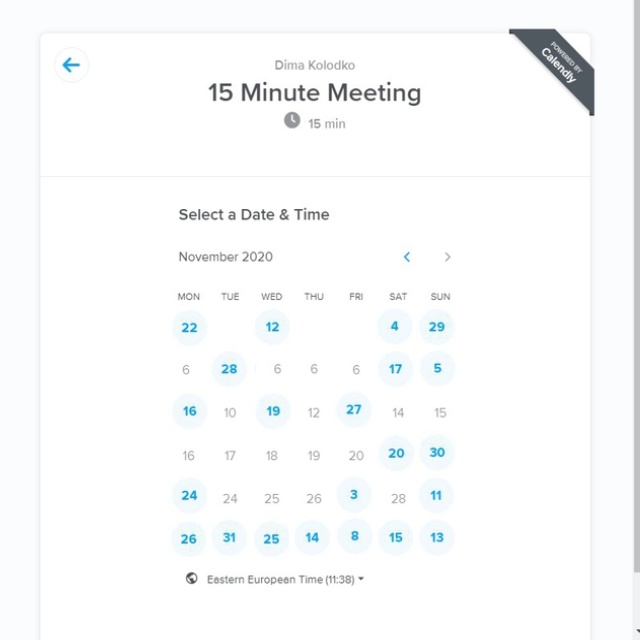 POWERED BY
Calendly
Dima Kolodko
15 Minute Meeting
15 min
Select a Date & Time
November 2020
MON TUE WED THU FRI SAT SUN
22 12 4 29
6 28 6 6 6 17 5
16 10 19 12 27 14 15
16 17 18 19 20 20 30
24 24 25 26 3 28 11
26 31 25 14 8 15 13
Eastern European Time (11:38)